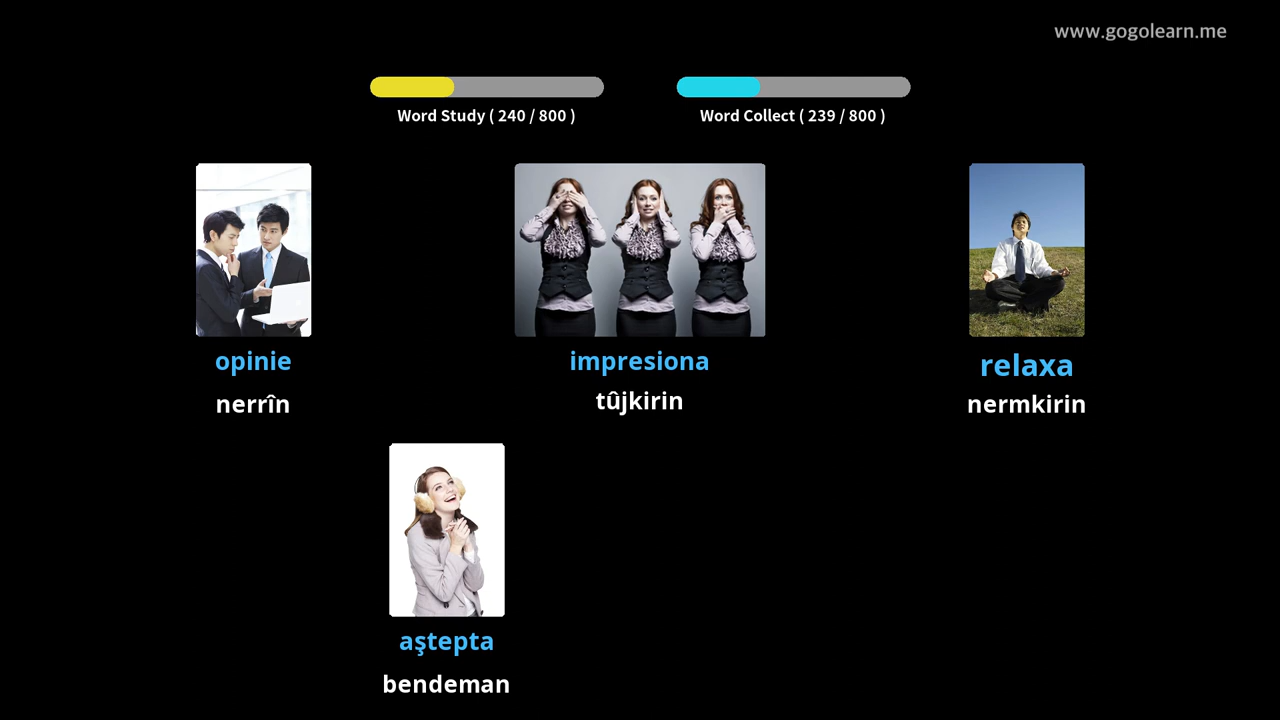 www.gogolearn.me
Word Study ( 240 / 800 )
Word Collect ( 239 / 800 )
opinie
nerrîn
impresiona
tûjkirin
relaxa
nermkirin
aştepta
bendeman